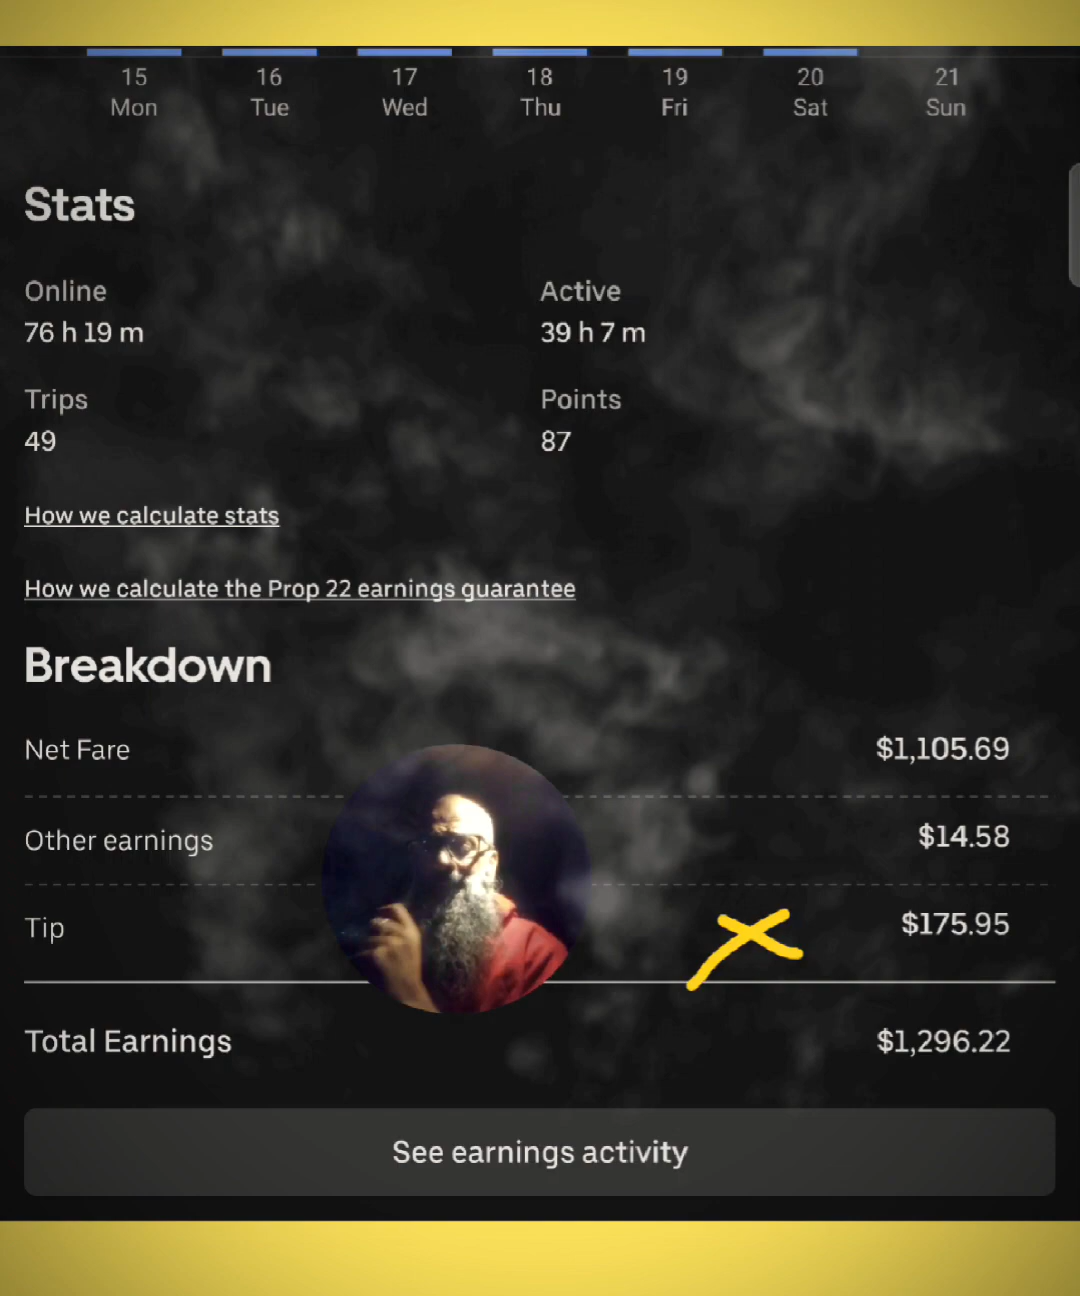 15 16 17 18 19 20 21
Mon Tue Wed Thu Fri Sat Sun
Stats
Online Active
76 h 19 m 39 h 7 m
Trips Points
49 87
How we calculate stats
How we calculate the Prop 22 earnings guarantee
Breakdown
Net Fare $1,105.69
Other earnings $14.58
Tip $175.95
Total Earnings $1,296.22
See earnings activity